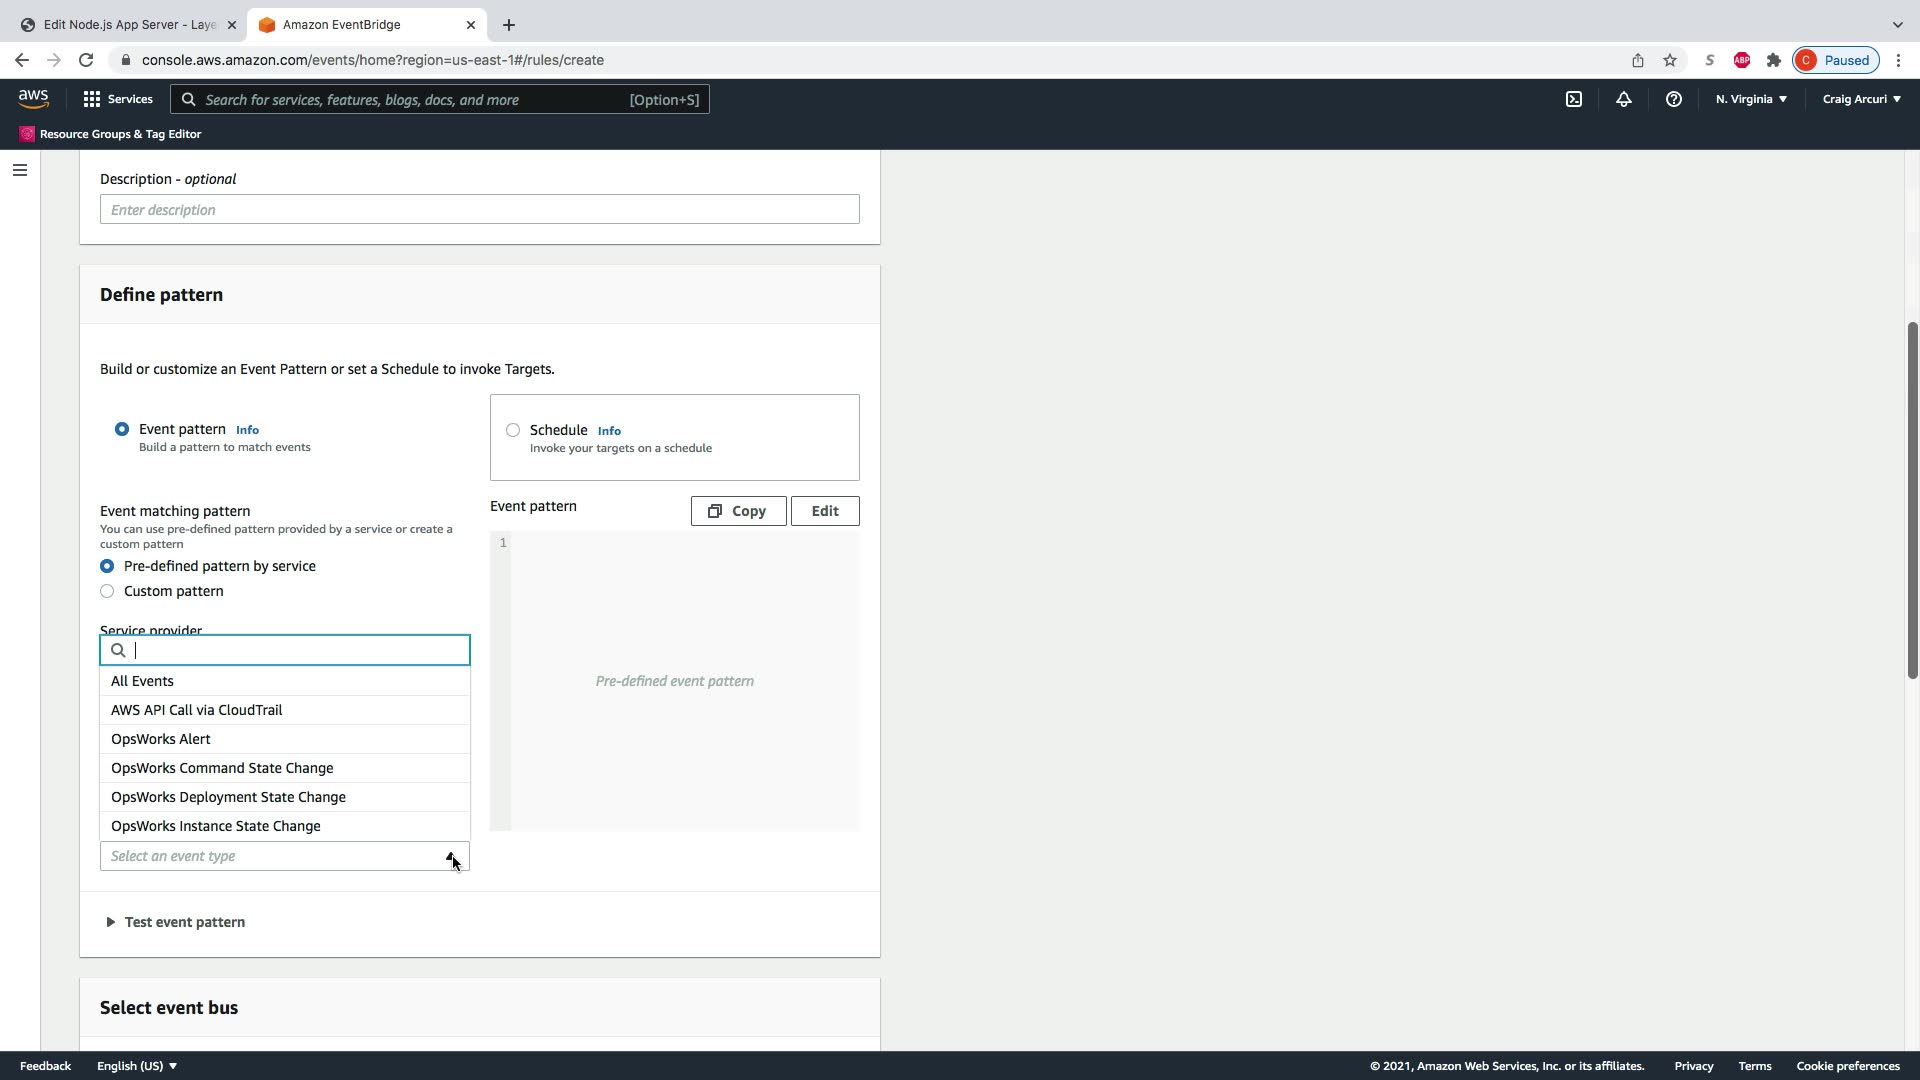 Edit Node.js App Server - Laye
Amazon EventBridge
console.aws.amazon.com/events/home?region=us-east-1#/rules/create
ABP
C Paused
aws
Services
Search for services, features, blogs, docs, and more [Option+S]
N. Virginia
Craig Arcuri
Resource Groups & Tag Editor
Description - optional
Enter description
Define pattern
Build or customize an Event Pattern or set a Schedule to invoke Targets.
Event pattern Info
Build a pattern to match events
Schedule Info
Invoke your targets on a schedule
Event matching pattern
You can use pre-defined pattern provided by a service or create a
custom pattern
Pre-defined pattern by service
Custom pattern
Service provider
All Events
AWS API Call via CloudTrail
OpsWorks Alert
OpsWorks Command State Change
OpsWorks Deployment State Change
OpsWorks Instance State Change
Select an event type
Event pattern
Copy
Edit
1
Pre-defined event pattern
Test event pattern
Select event bus
Feedback
English (US)
© 2021, Amazon Web Services, Inc. or its affiliates.
Privacy
Terms
Cookie preferences